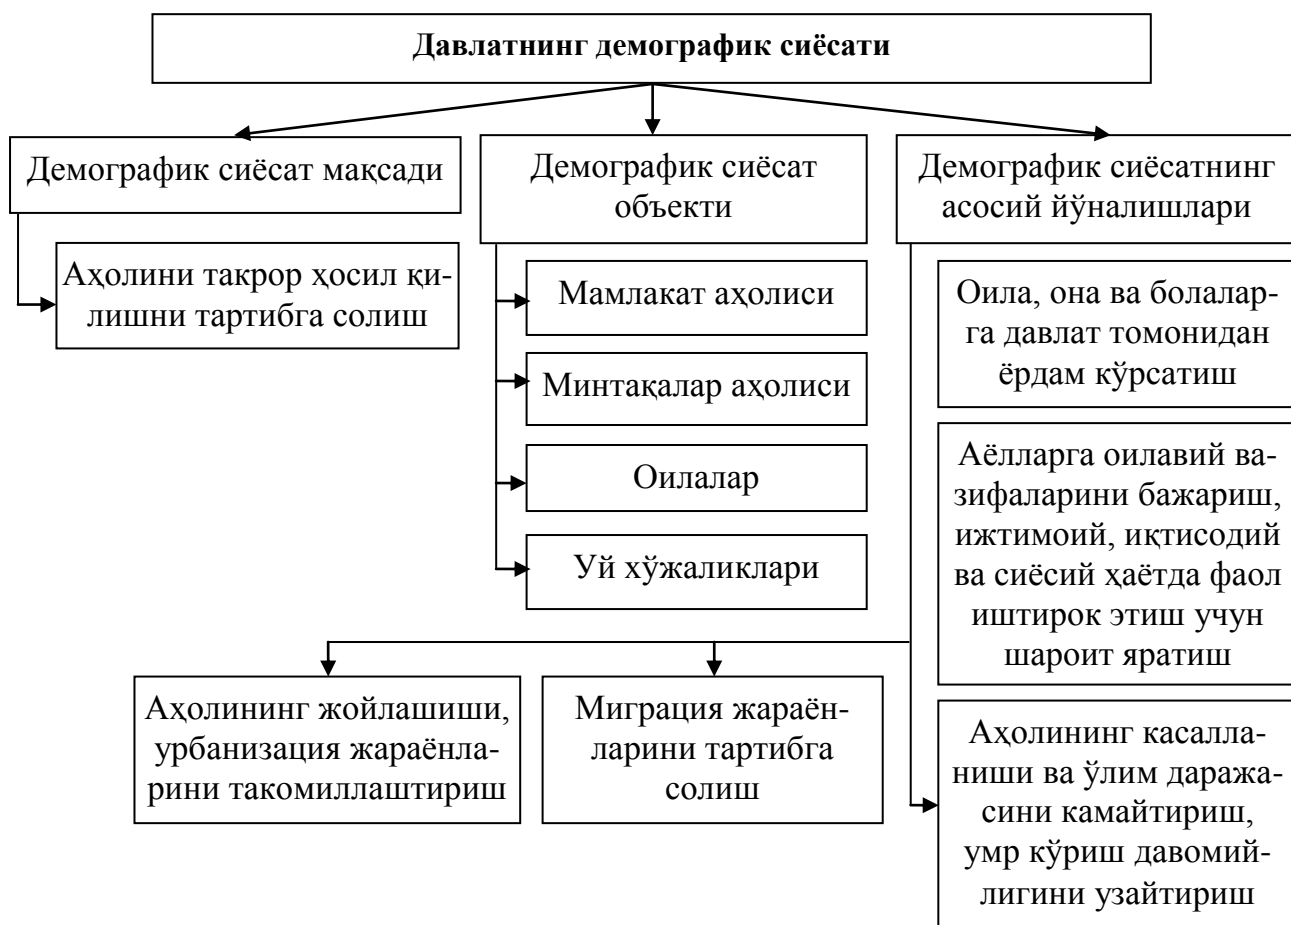 Давлатнинг демографик сиёсати
Демографик сиёсат мақсади
Аҳолини такрор ҳосил қи-
лишни тартибга солиш
Демографик сиёсат
объекти
Мамлакат аҳолиси
Минтақалар аҳолиси
Оилалар
Уй хўжаликлари
Демографик сиёсатнинг
асосий йўналишлари
Оила, она ва болалар-
га давлат томонидан
ёрдам кўрсатиш
Аёлларга оилавий ва-
зифаларини бажариш,
ижтимоий, иқтисодий
ва сиёсий ҳаётда фаол
иштирок этиш учун
шароит яратиш
Аҳолининг касалла-
ниши ва ўлим даража-
сини камайтириш,
умр кўриш давомий-
лигини узайтириш
Аҳолининг жойлашиши,
урбанизация жараёнла-
рини такомиллаштириш
Миграция жараён-
ларини тартибга
солиш